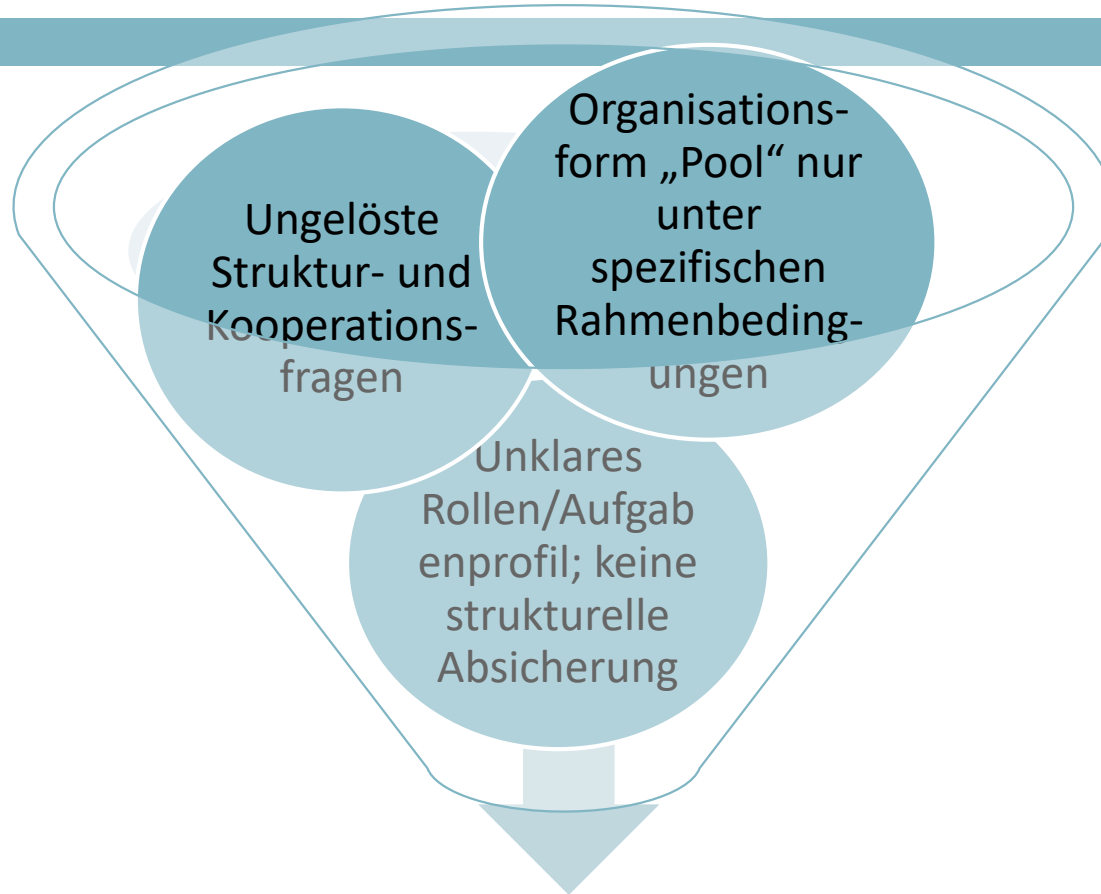 Ungelöste
Struktur- und
Kooperations-
fragen
Organisations-
form „Pool“ nur
unter
spezifischen
Rahmenbeding-
ungen
Unklares
Rollen/Aufgab
enprofil; keine
strukturelle
Absicherung